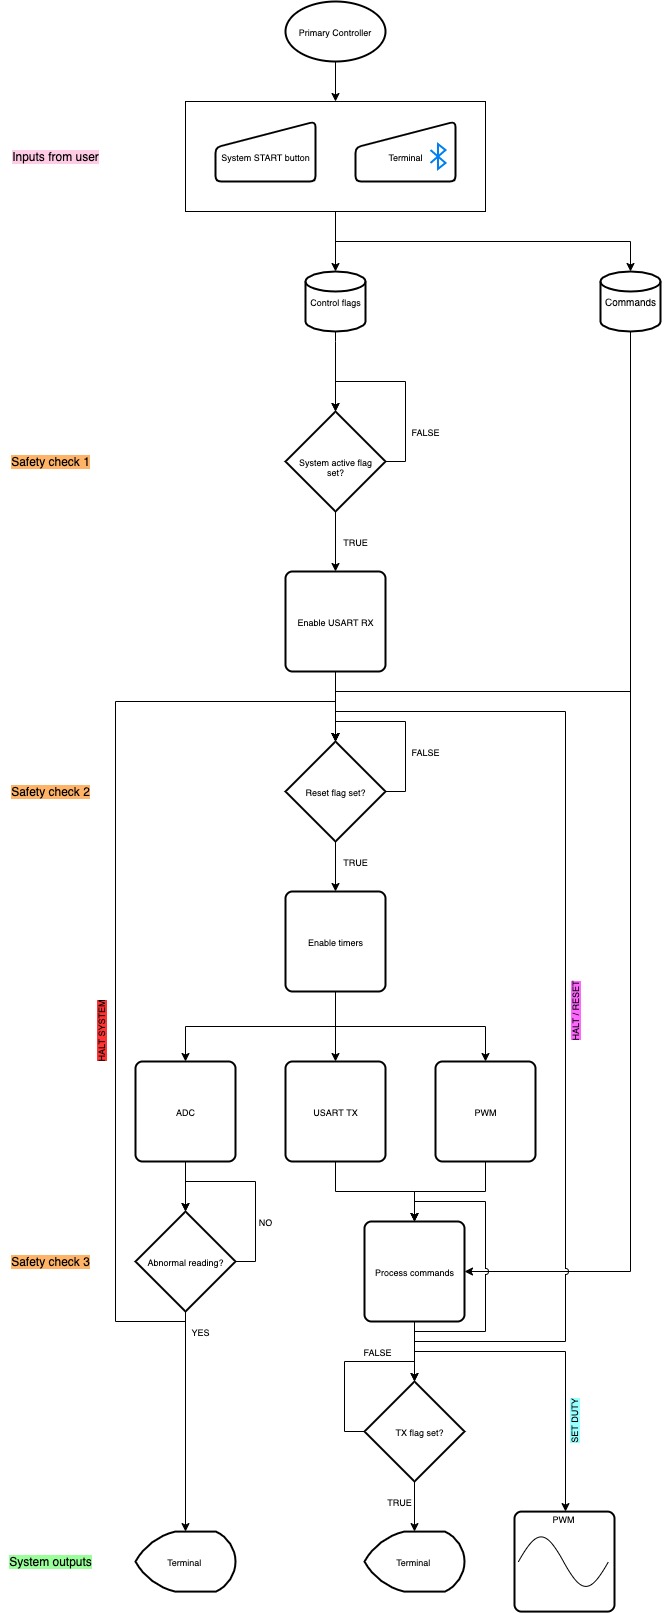 Primary Controller
Inputs from user
System START button
Terminal
Control flags
Commands
FALSE
Safety check 1
System active flag
set?
TRUE
Enable USART RX
FALSE
Safety check 2
Reset flag set?
TRUE
Enable timers
HALT SYSTEM
HALT / RESET
ADC
USART TX
PWM
NO
Safety check 3
Abnormal reading?
Process commands
YES
FALSE
SET DUTY
TX flag set?
TRUE
PWM
System outputs
Terminal
Terminal